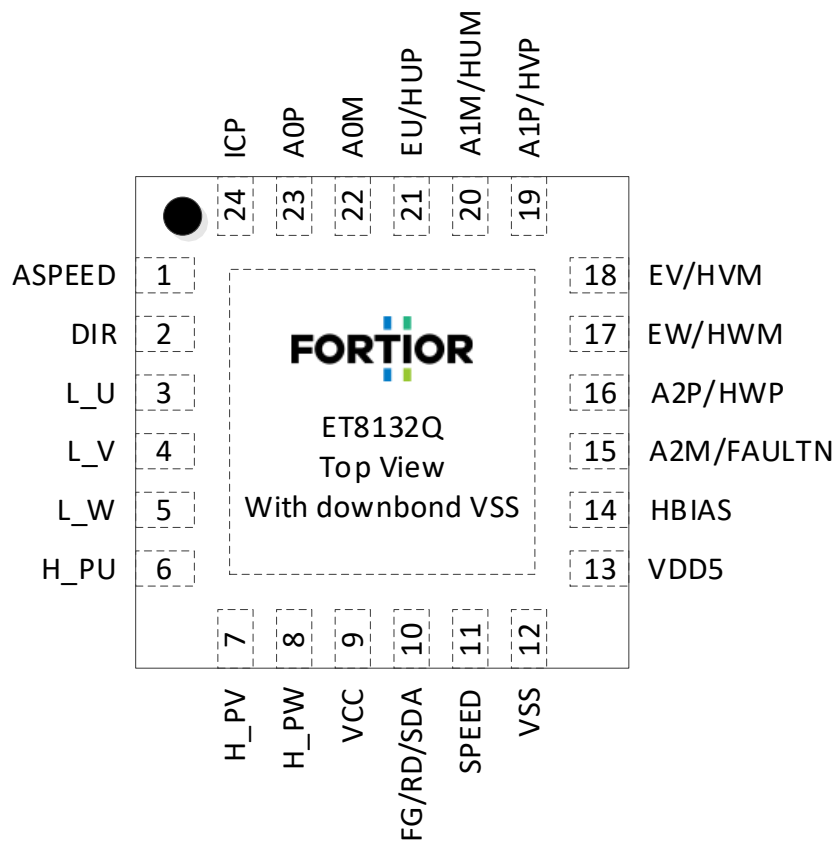 ICP
A0P
A0M
EU/HUP
A1M/HUM
A1P/HVP
24
23
22
21
20
19
ASPEED 1
DIR 2
L_U 3
L_V 4
L_W 5
H_PU 6
18 EV/HVM
17 EW/HWM
16 A2P/HWP
15 A2M/FAULTN
14 HBIAS
13 VDD5
FORTIOR
ET8132Q
Top View
With downbond VSS
7
8
9
10
11
12
H_PV
H_PW
VCC
FG/RD/SDA
SPEED
VSS